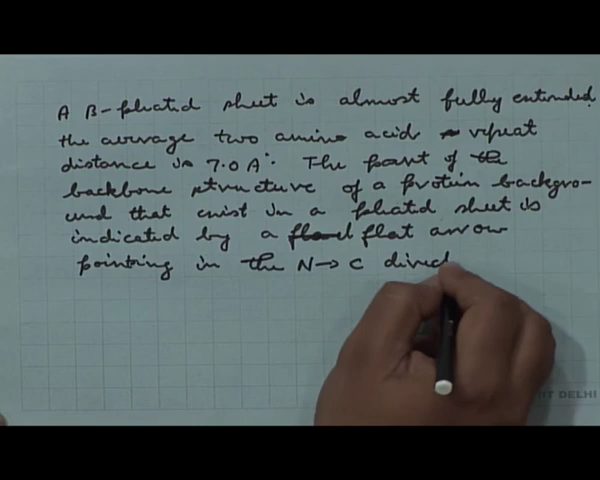 A B-pleated sheet is almost fully extended
the average two amino acids repeat
distance is 7.0 A°. The part of the
backbone structure of a protein backgro-
und that exist in a pleated sheet is
indicated by a flat arrow
pointing in the N→C direct
IIT DELHI